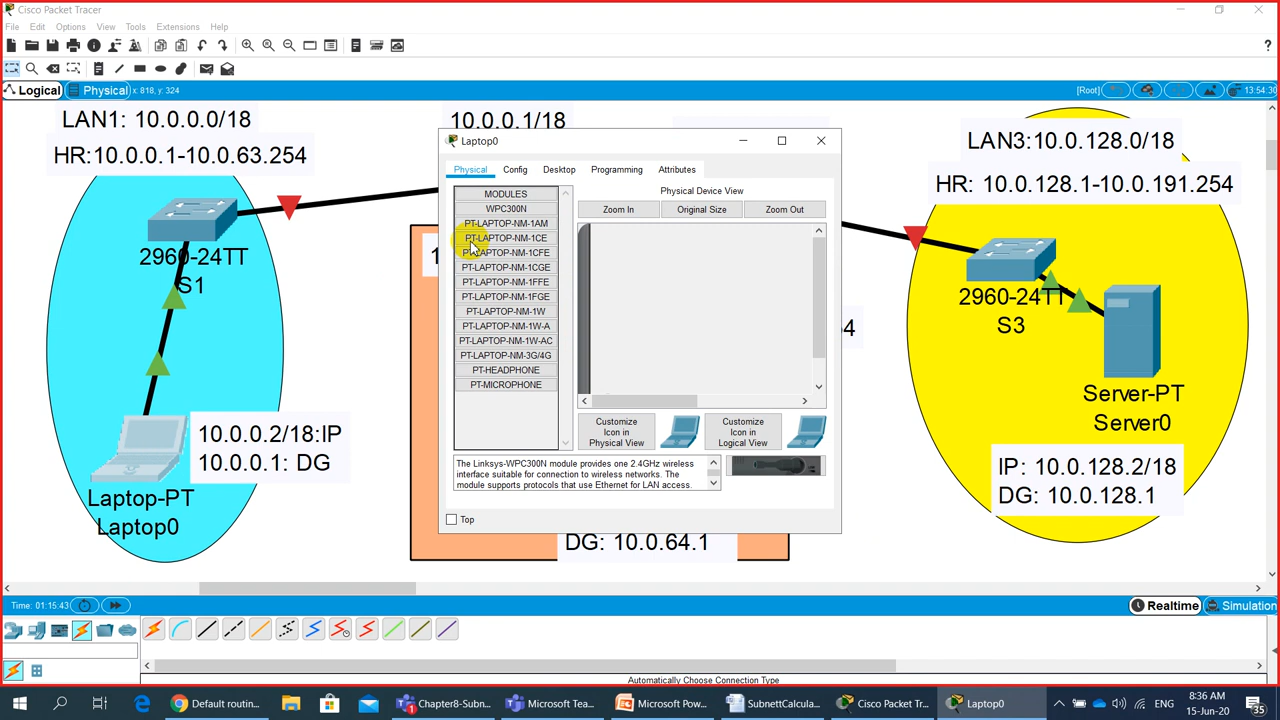 Cisco Packet Tracer
File Edit Options View Tools Extensions Help
?
Logical Physical x: 818, y: 324 [Root] 13:54:30
LAN1: 10.0.0.0/18
HR:10.0.0.1-10.0.63.254
10.0.0.1/18
LAN3:10.0.128.0/18
HR: 10.0.128.1-10.0.191.254
2960-24TT
S1
10.0.0.2/18:IP
10.0.0.1: DG
Laptop-PT
Laptop0
Laptop0
Physical Config Desktop Programming Attributes
MODULES
WPC300N
PT-LAPTOP-NM-1AM
PT-LAPTOP-NM-1CE
PT-LAPTOP-NM-1CFE
PT-LAPTOP-NM-1CGE
PT-LAPTOP-NM-1FFE
PT-LAPTOP-NM-1FGE
PT-LAPTOP-NM-1W
PT-LAPTOP-NM-1W-A
PT-LAPTOP-NM-1W-AC
PT-LAPTOP-NM-3G/4G
PT-HEADPHONE
PT-MICROPHONE
Physical Device View
Zoom In Original Size Zoom Out
Customize
Icon in
Physical View
Customize
Icon in
Logical View
The Linksys-WPC300N module provides one 2.4GHz wireless
interface suitable for connection to wireless networks. The
module supports protocols that use Ethernet for LAN access.
Top
DG: 10.0.64.1
2960-24TT
S3
Server-PT
Server0
IP: 10.0.128.2/18
DG: 10.0.128.1
Time: 01:15:43 Realtime Simulation
Automatically Choose Connection Type
Default routin... Chapter8-Subn... Microsoft Tea... Microsoft Pow... SubnettCalcula... Cisco Packet Tr... Laptop0
ENG
8:36 AM
15-Jun-20
35